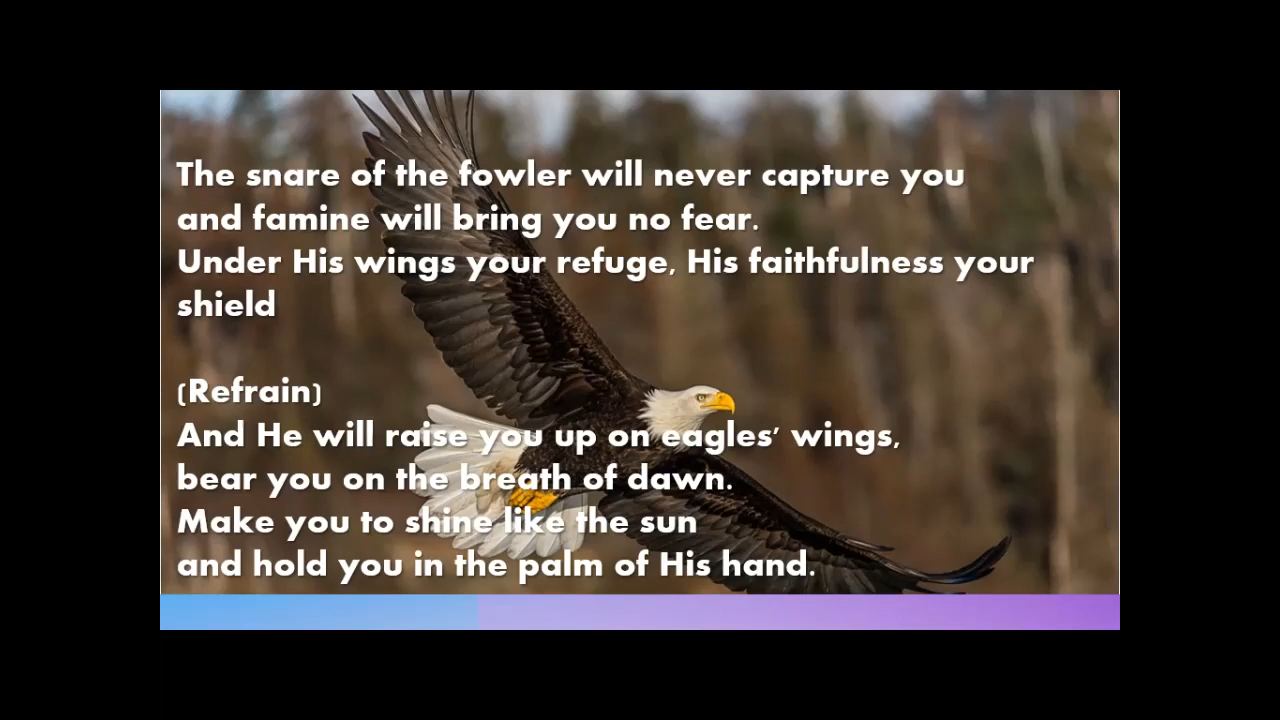 The snare of the fowler will never capture you
and famine will bring you no fear.
Under His wings your refuge, His faithfulness your
shield
(Refrain)
And He will raise you up on eagles’ wings,
bear you on the breath of dawn.
Make you to shine like the sun
and hold you in the palm of His hand.